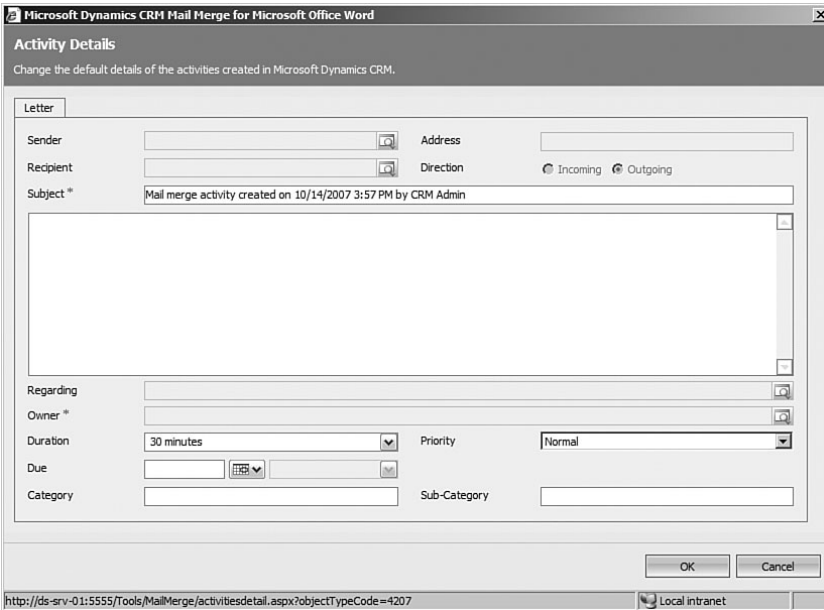 Microsoft Dynamics CRM Mail Merge for Microsoft Office Word
Activity Details
Change the default details of the activities created in Microsoft Dynamics CRM.
Letter
Sender Address
Recipient Direction Incoming Outgoing
Subject * Mail merge activity created on 10/14/2007 3:57 PM by CRM Admin
Regarding
Owner *
Duration 30 minutes Priority Normal
Due
Category Sub-Category
OK Cancel
http://ds-srv-01:5555/Tools/MailMerge/activitiesdetail.aspx?objectTypeCode=4207 Local intranet